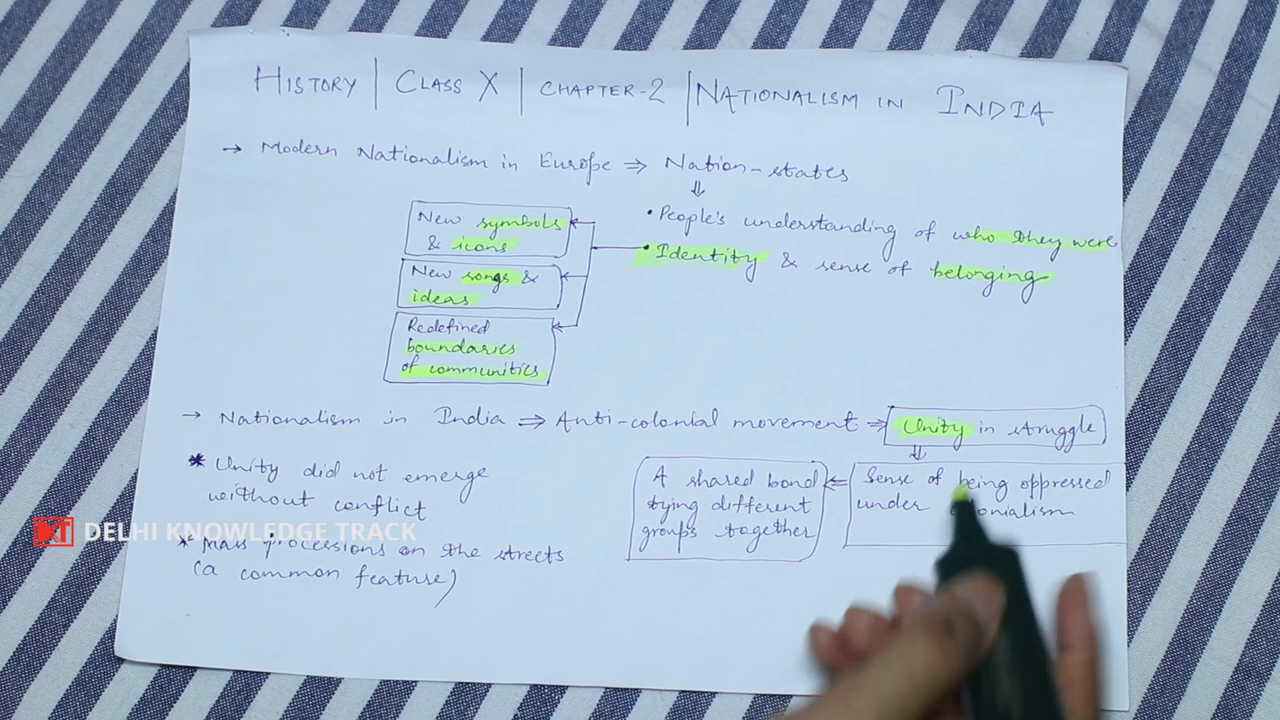 HISTORY | CLASS X | CHAPTER-2 | NATIONALISM IN INDIA
→ Modern Nationalism in Europe ⇒ Nation-states
⇓
• People's understanding of who they were
• Identity & sense of belonging
New symbols
& icons
New songs &
ideas
Redefined
boundaries
of communities
→ Nationalism in India ⇒ Anti-colonial movement ⇒ Unity in struggle
⇓
Sense of being oppressed
under
⇐
A shared bond
tying different
groups together
* Unity did not emerge
without conflict
* Mass processions on the streets
(a common feature)
DELHI KNOWLEDGE TRACK